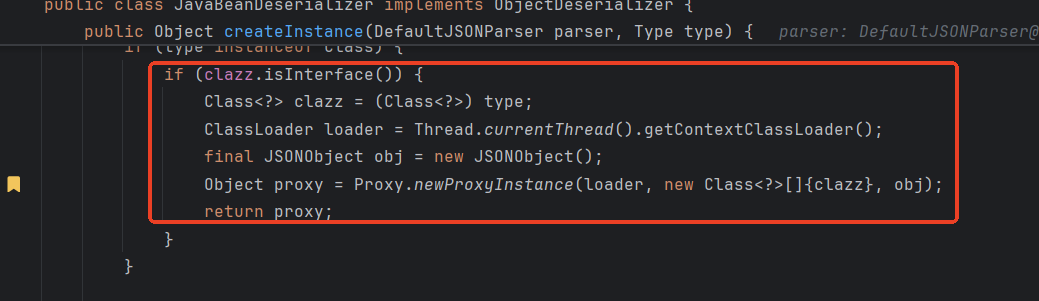 public class JavaBeanDeserializer implements ObjectDeserializer {
public Object createInstance(DefaultJSONParser parser, Type type) {   parser: DefaultJSONParser@
if (type instanceof Class) {
if (clazz.isInterface()) {
Class<?> clazz = (Class<?>) type;
ClassLoader loader = Thread.currentThread().getContextClassLoader();
final JSONObject obj = new JSONObject();
Object proxy = Proxy.newProxyInstance(loader, new Class<?>[]{clazz}, obj);
return proxy;
}
}